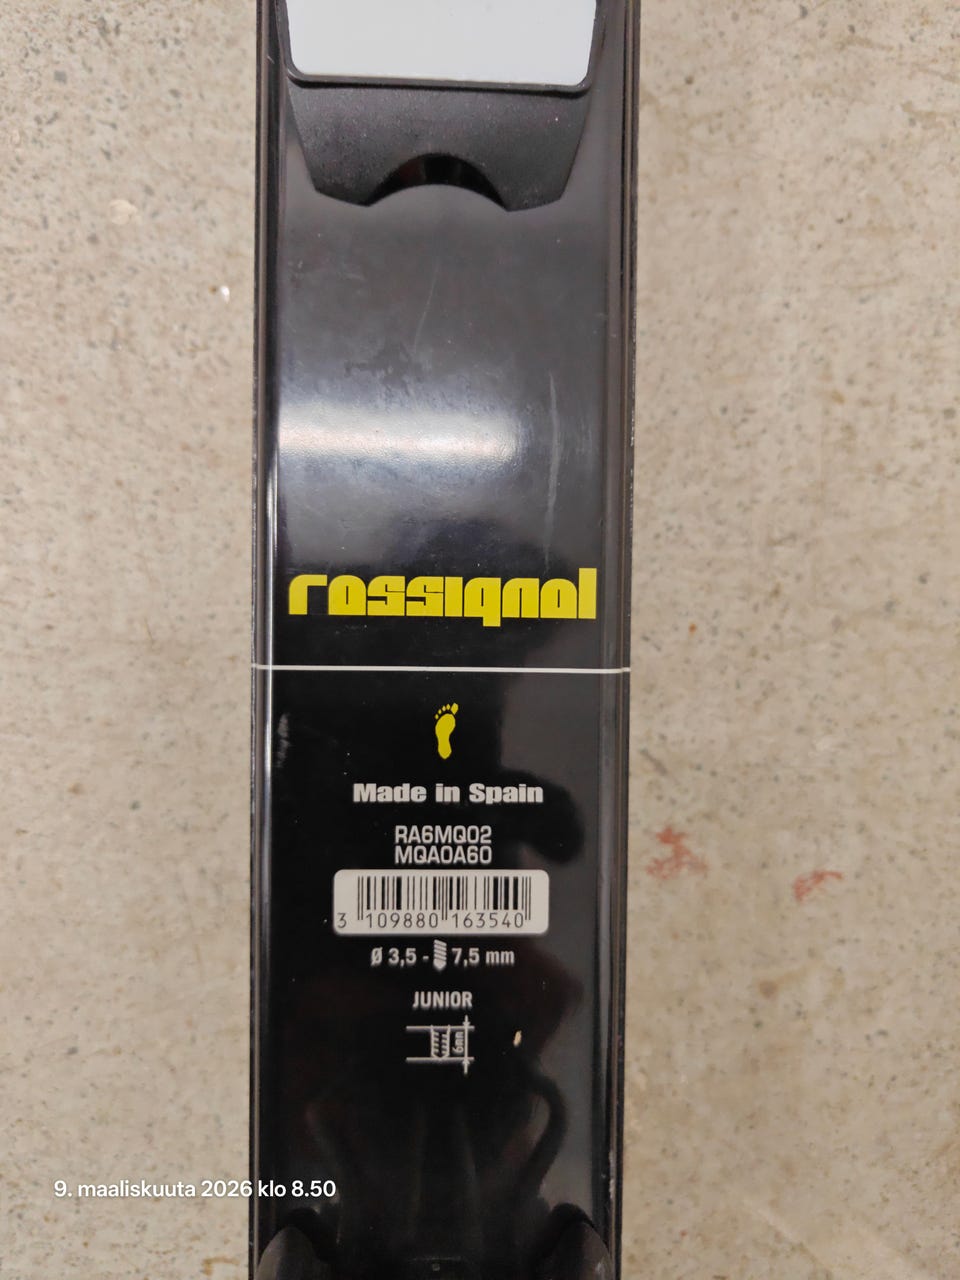 rossignol
Made in Spain
RA6MQ02
MQA0A60
3 109880 163540
Ø 3,5 - 7,5 mm
JUNIOR
6mm
9. maaliskuuta 2026 klo 8.50